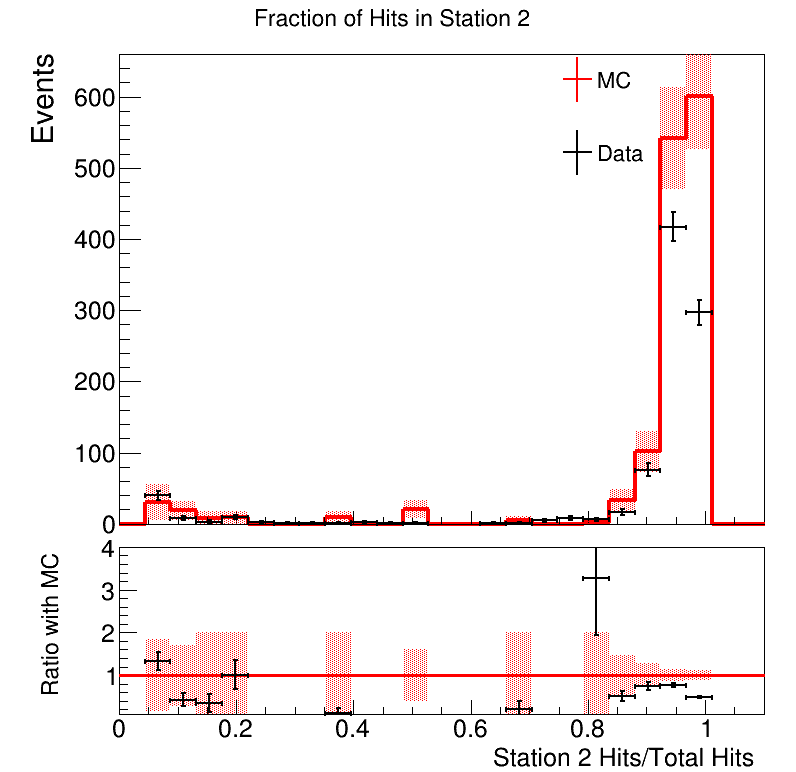 Fraction of Hits in Station 2
Events
600
500
400
300
200
100
0
MC
Data
Ratio with MC
4
3
2
1
0 0.2 0.4 0.6 0.8 1
Station 2 Hits/Total Hits